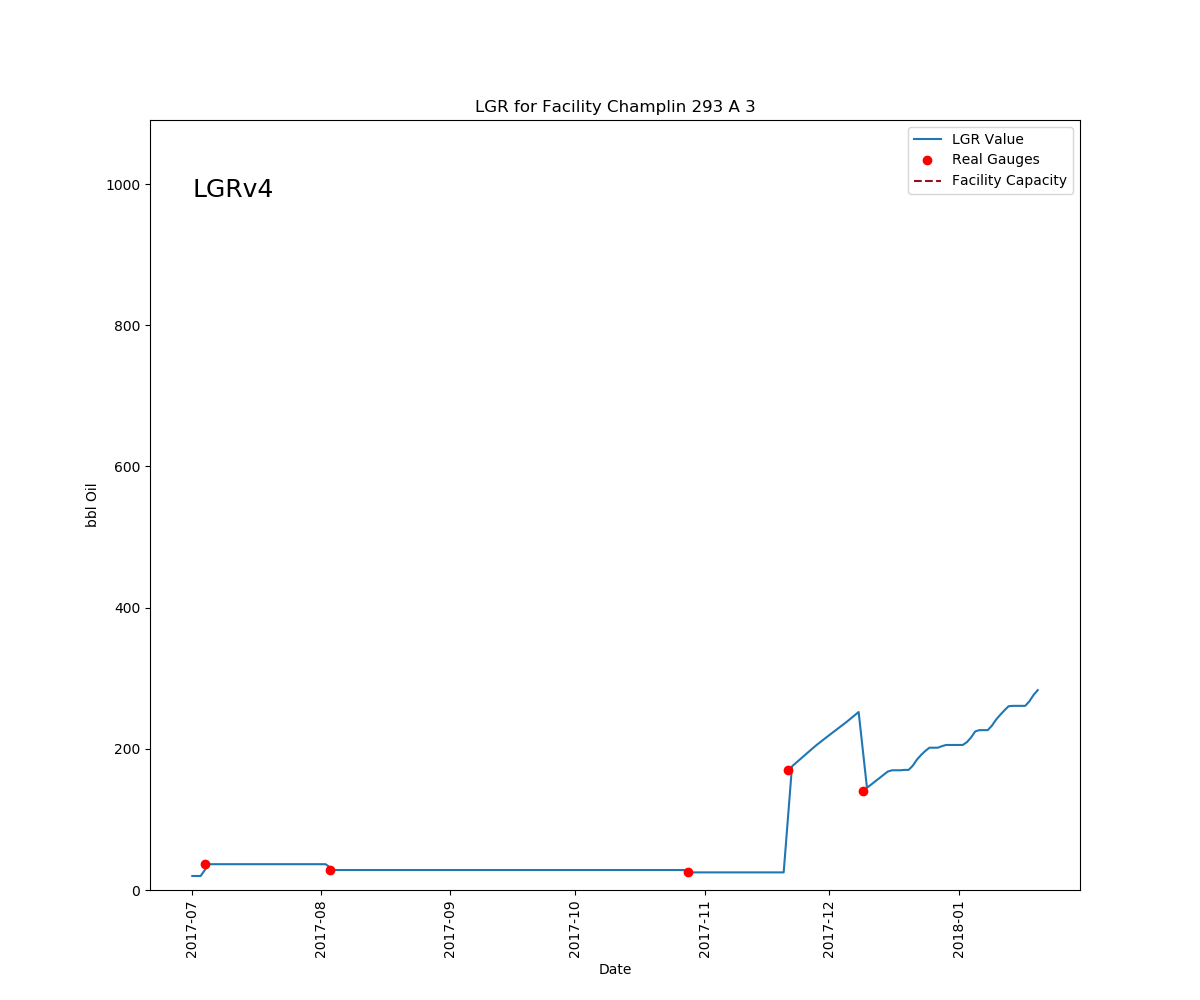 LGR for Facility Champlin 293 A 3
LGR Value
Real Gauges
Facility Capacity
LGRv4
1000
800
600
400
200
0
bbl Oil
2017-07
2017-08
2017-09
2017-10
2017-11
2017-12
2018-01
Date